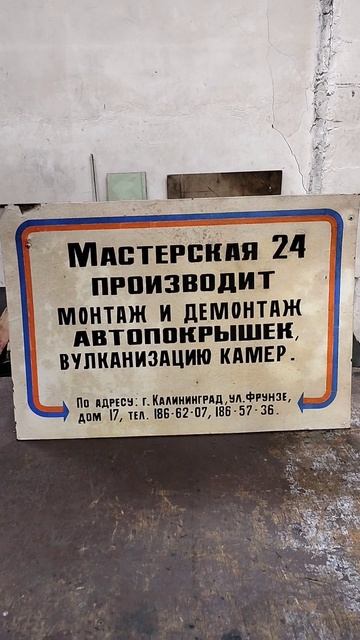 Мастерская 24
производит
монтаж и демонтаж
автопокрышек,
вулканизацию камер.
По адресу: г. Калининград, ул. Фрунзе,
дом 17, тел. 186-62-07, 186-57-36.